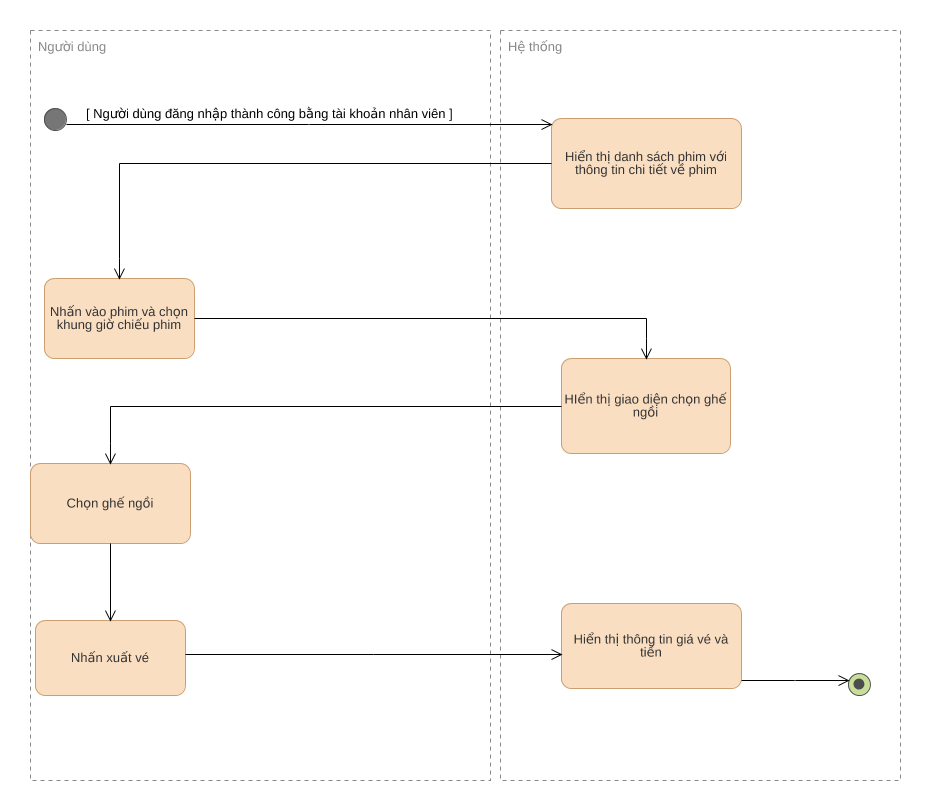 Người dùng
Hệ thống
[ Người dùng đăng nhập thành công bằng tài khoản nhân viên ]
Hiển thị danh sách phim với
thông tin chi tiết về phim
Nhấn vào phim và chọn
khung giờ chiếu phim
HIển thị giao diện chọn ghế
ngồi
Chọn ghế ngồi
Nhấn xuất vé
Hiển thị thông tin giá vé và
tiền